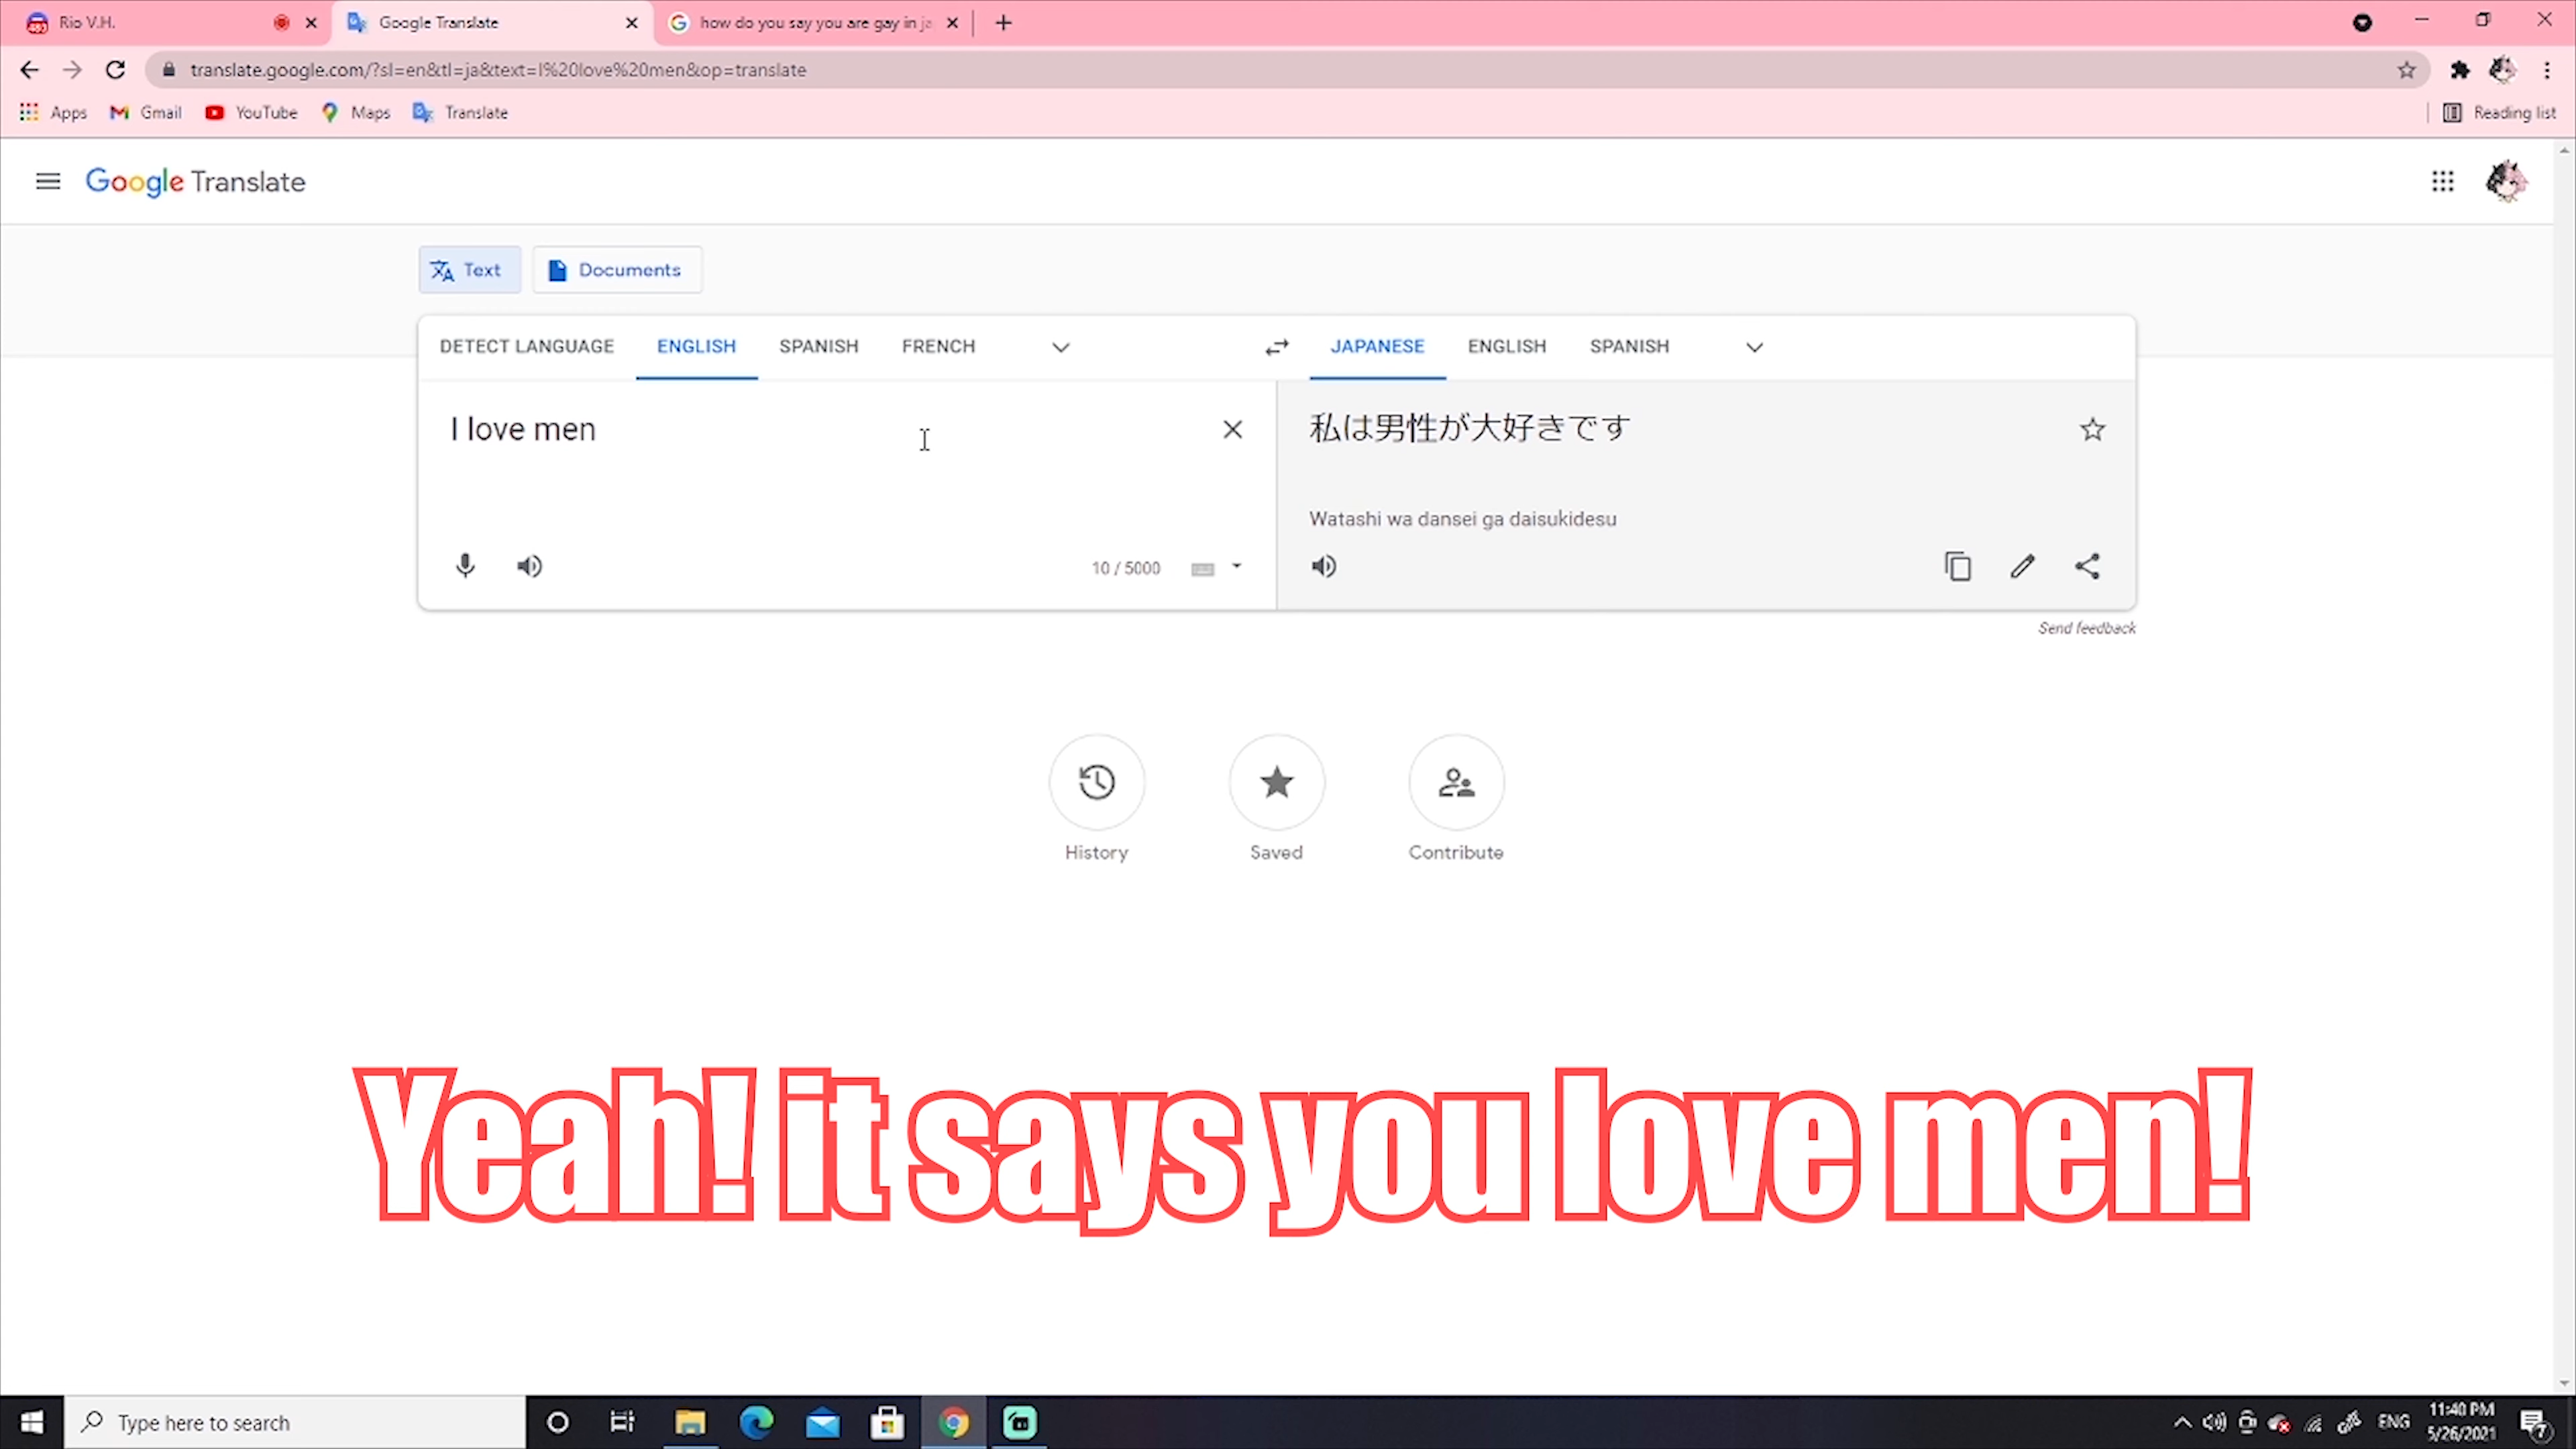 Rio V.H.
Google Translate
how do you say you are gay in ja
translate.google.com/?sl=en&tl=ja&text=I%20love%20men&op=translate
Apps
Gmail
YouTube
Maps
Translate
Reading list
Google Translate
Text
Documents
DETECT LANGUAGE
ENGLISH
SPANISH
FRENCH
JAPANESE
ENGLISH
SPANISH
I love men
私は男性が大好きです
Watashi wa dansei ga daisukidesu
10 / 5000
Send feedback
History
Saved
Contribute
Yeah! it says you love men!
Type here to search
ENG
11:40 PM
5/26/2021
7